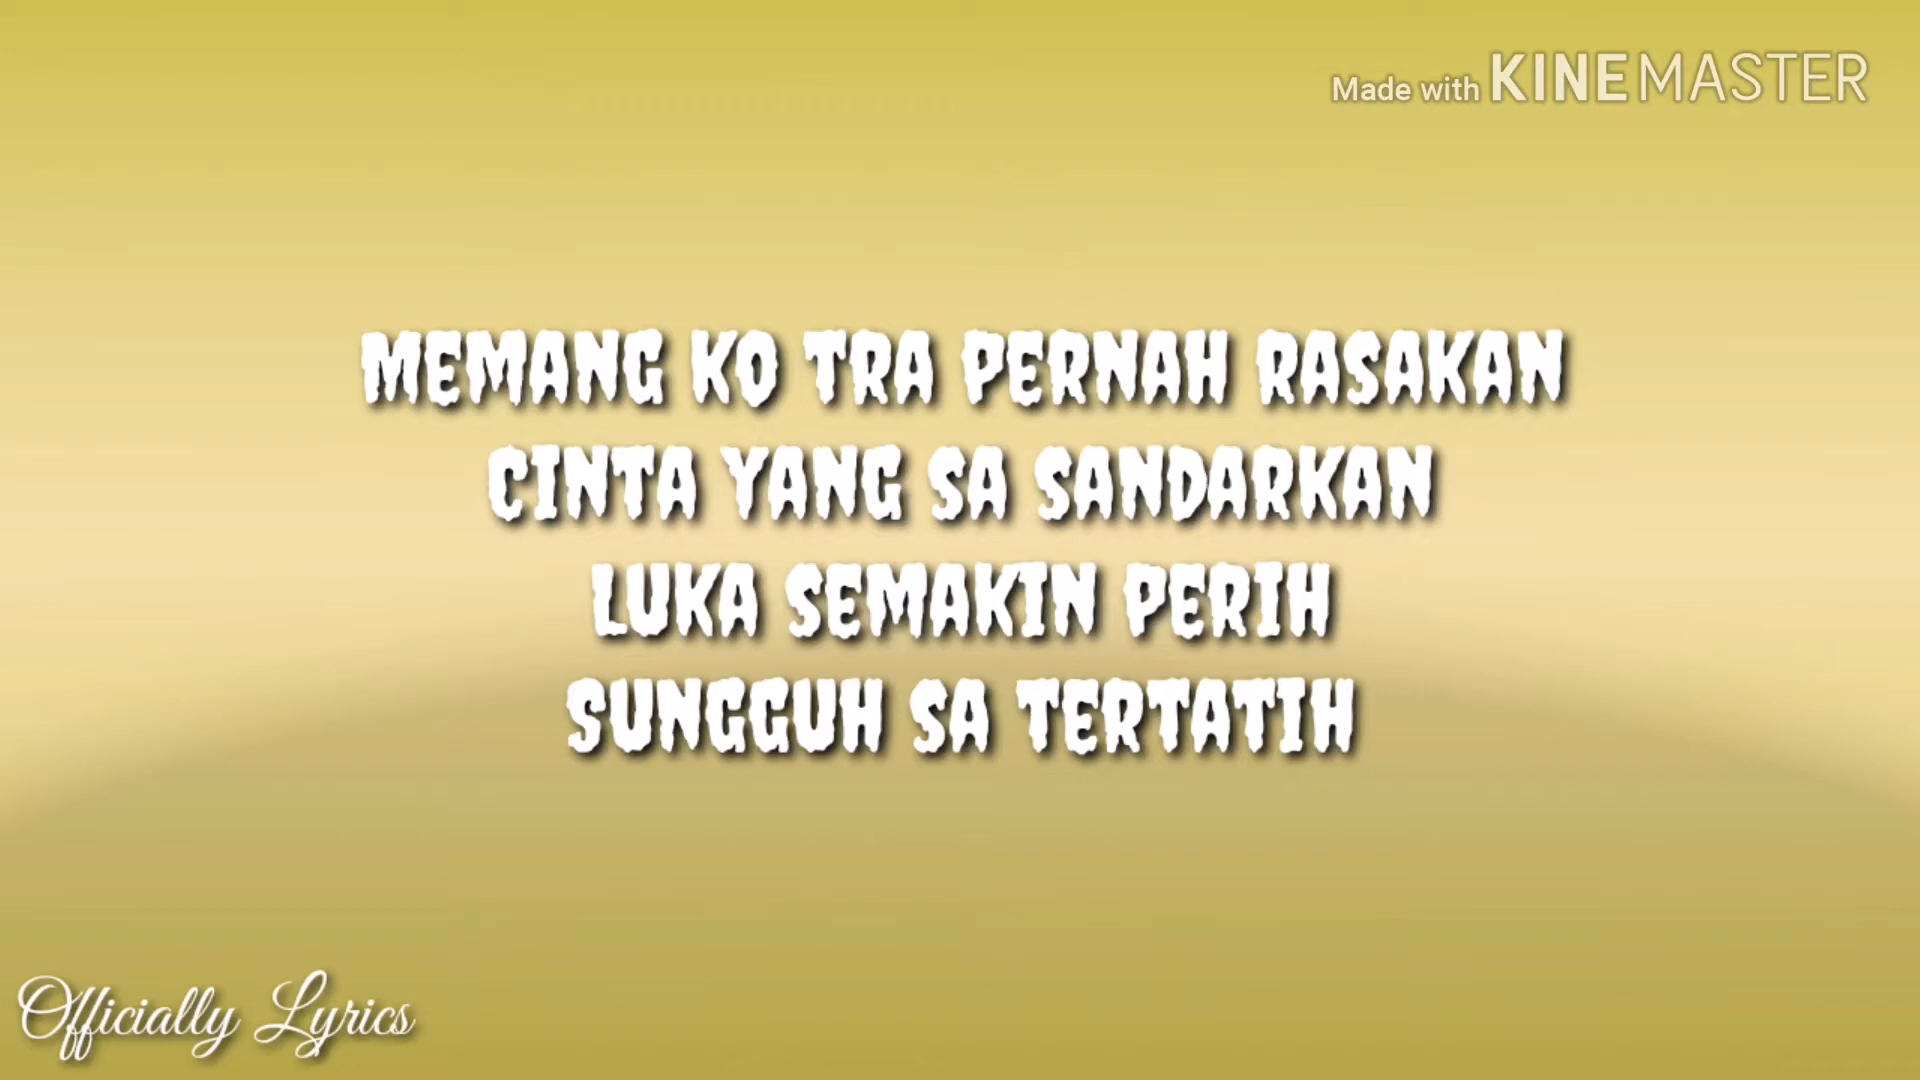 Made with KINEMASTER
MEMANG KO TRA PERNAH RASAKAN
CINTA YANG SA SANDARKAN
LUKA SEMAKIN PERIH
SUNGGUH SA TERTATIH
Officially Lyrics